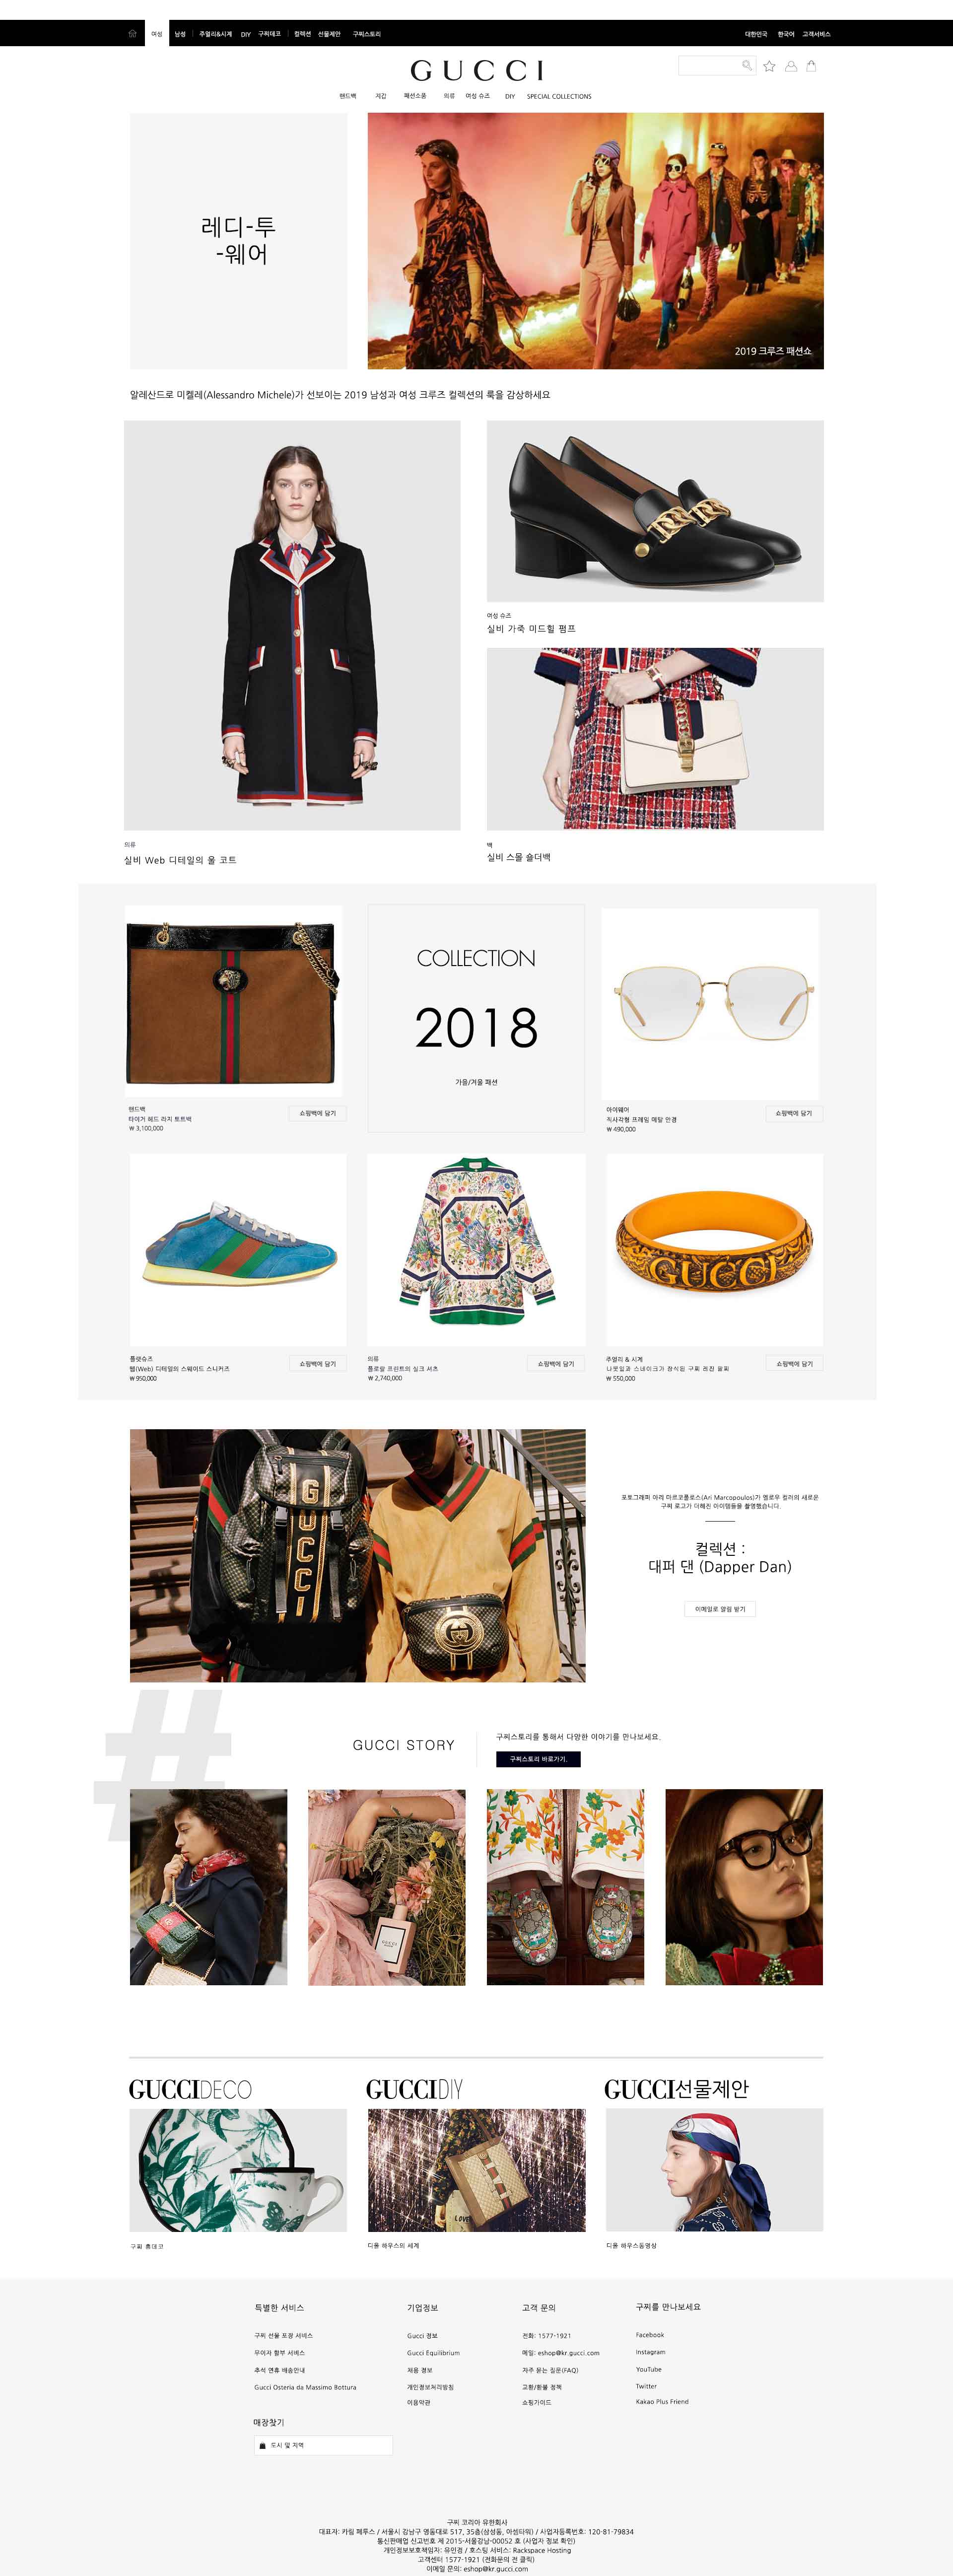 여성 남성 주얼리&시계 DIY 구찌데코 컬렉션 선물제안 구찌스토리 대한민국 한국어 고객서비스
GUCCI
핸드백 지갑 패션소품 의류 여성 슈즈 DIY SPECIAL COLLECTIONS
레디-투
-웨어
2019 크루즈 패션쇼
알레산드로 미켈레(Alessandro Michele)가 선보이는 2019 남성과 여성 크루즈 컬렉션의 룩을 감상하세요
여성 슈즈
실비 가죽 미드힐 펌프
의류
실비 Web 디테일의 울 코트
백
실비 스몰 숄더백
COLLECTION
2018
가을/겨울 패션
핸드백
타이거 헤드 라지 토트백
₩ 3,100,000
쇼핑백에 담기
아이웨어
직사각형 프레임 메탈 안경
₩ 490,000
쇼핑백에 담기
GUCCI
플랫슈즈
웹(Web) 디테일의 스웨이드 스니커즈
₩ 950,000
쇼핑백에 담기
의류
플로랄 프린트의 실크 셔츠
₩ 2,740,000
쇼핑백에 담기
주얼리 & 시계
장식된 구찌 레진 팔찌
₩ 550,000
쇼핑백에 담기
GUCCI
포토그래퍼 아리 마르코풀로스(Ari Marcopoulos)가 옐로우 컬러의 새로운
구찌 로고가 더해진 아이템들을 촬영했습니다.
컬렉션 :
대퍼 댄 (Dapper Dan)
이메일로 알림 받기
#
GUCCI STORY
구찌스토리를 통해서 다양한 이야기를 만나보세요.
구찌스토리 바로가기.
GUCCI
GUCCIDECO
GUCCIDIY
GUCCI선물제안
구찌 홈데코
디폴 하우스의 세계
디폴 하우스동영상
특별한 서비스
구찌 선물 포장 서비스
무이자 할부 서비스
추석 연휴 배송안내
Gucci Osteria da Massimo Bottura
매장찾기
도시 및 지역
기업정보
Gucci 정보
Gucci Equilibrium
채용 정보
개인정보처리방침
이용약관
고객 문의
전화: 1577-1921
메일: eshop@kr.gucci.com
자주 묻는 질문(FAQ)
교환/환불 정책
쇼핑가이드
구찌를 만나보세요
Facebook
Instagram
YouTube
Twitter
Kakao Plus Friend
구찌 코리아 유한회사
대표자: 카림 페투스 / 서울시 강남구 영동대로 517, 35층(삼성동, 아셈타워) / 사업자등록번호: 120-81-79834
통신판매업 신고번호 제 2015-서울강남-00052 호 (사업자 정보 확인)
개인정보보호책임자: 유인정 / 호스팅 서비스: Rackspace Hosting
고객센터 1577-1921 (전화문의 전 클릭)
이메일 문의: eshop@kr.gucci.com